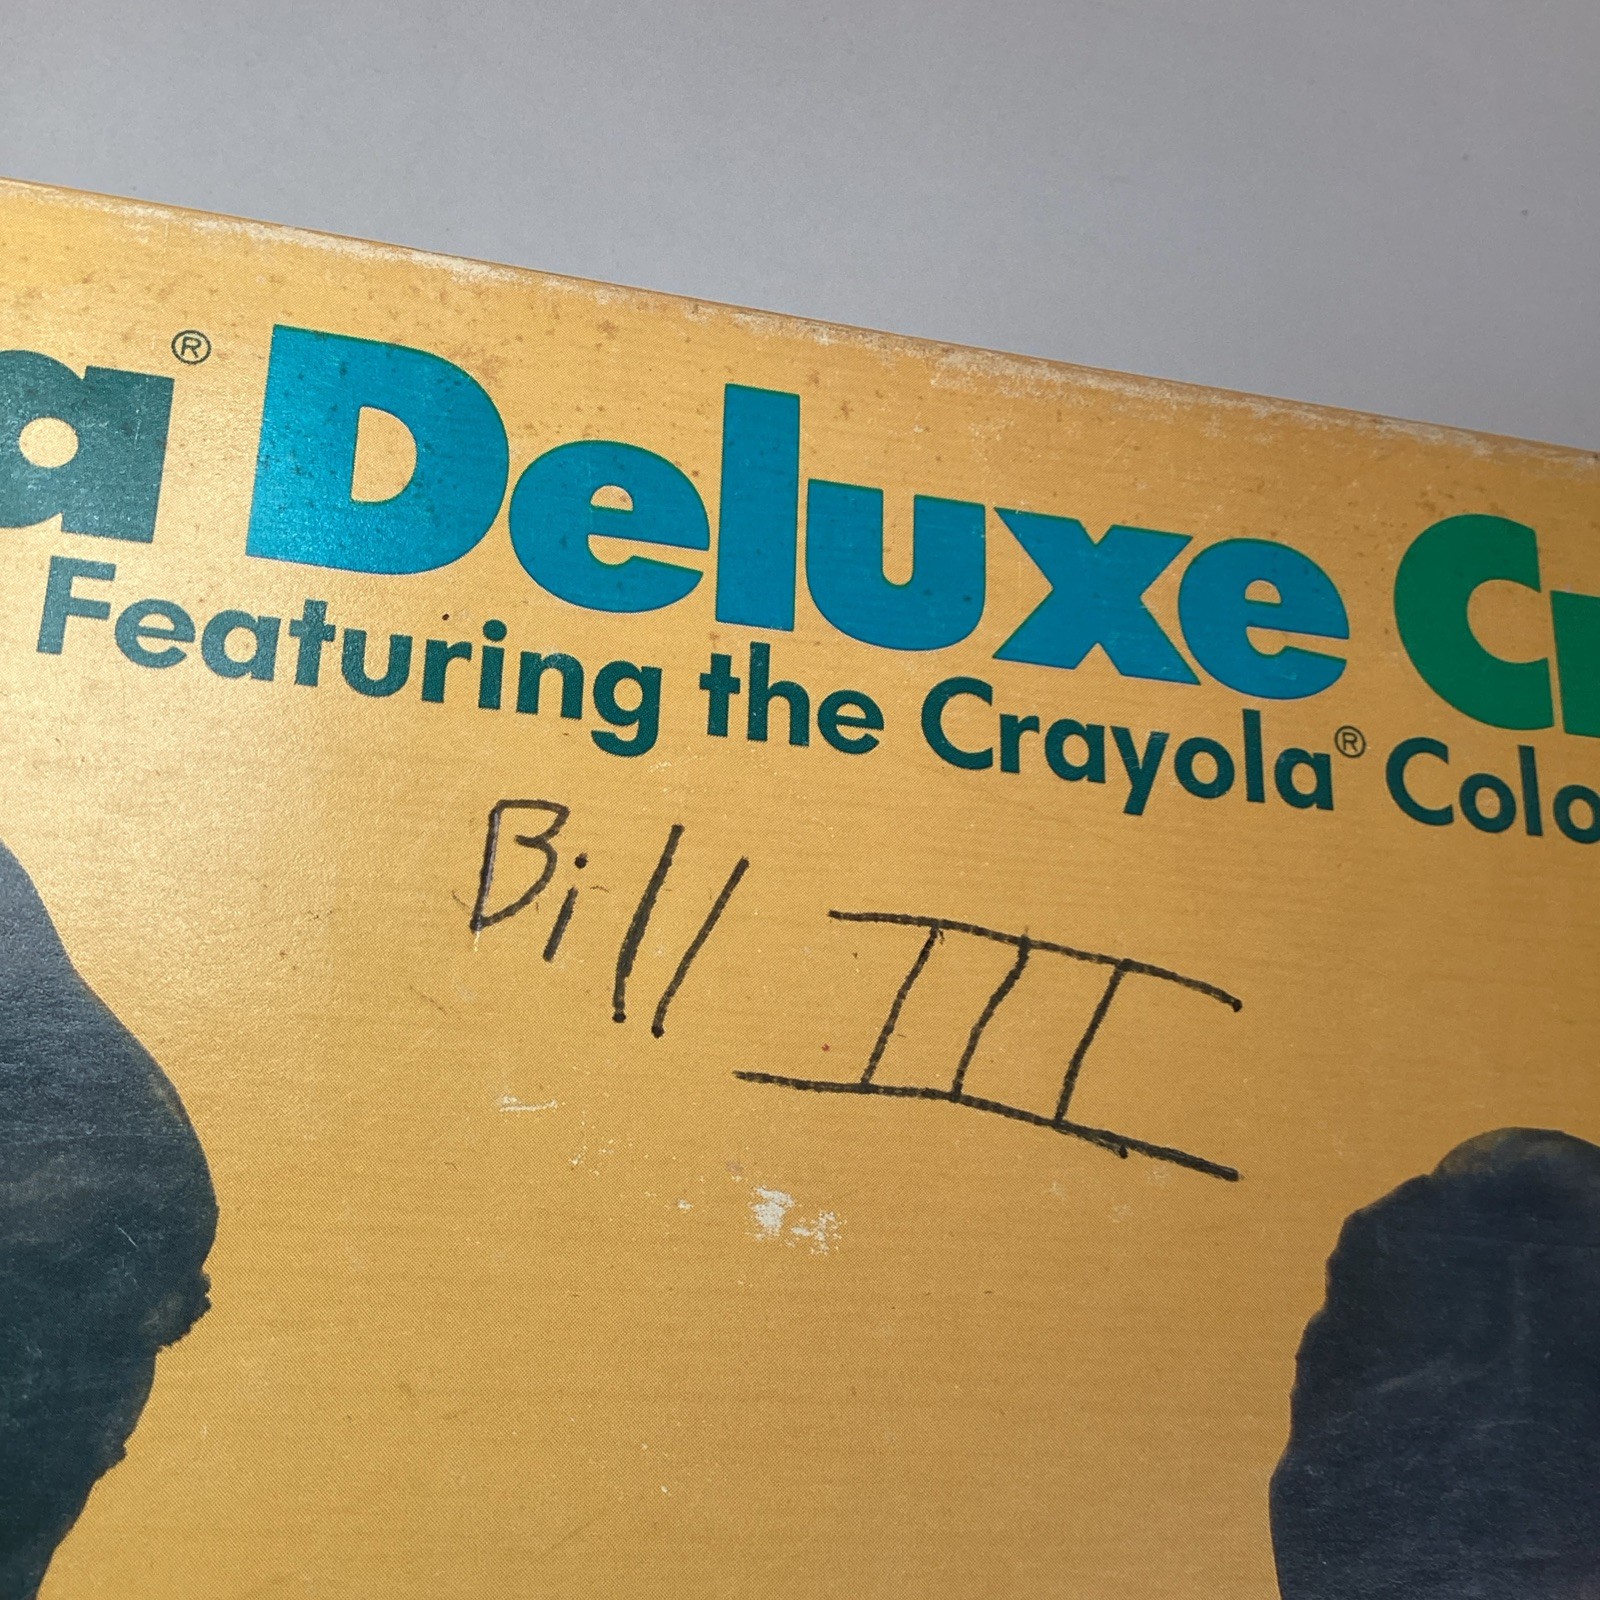 a® Deluxe Cr
Featuring the Crayola® Colo
Bill III